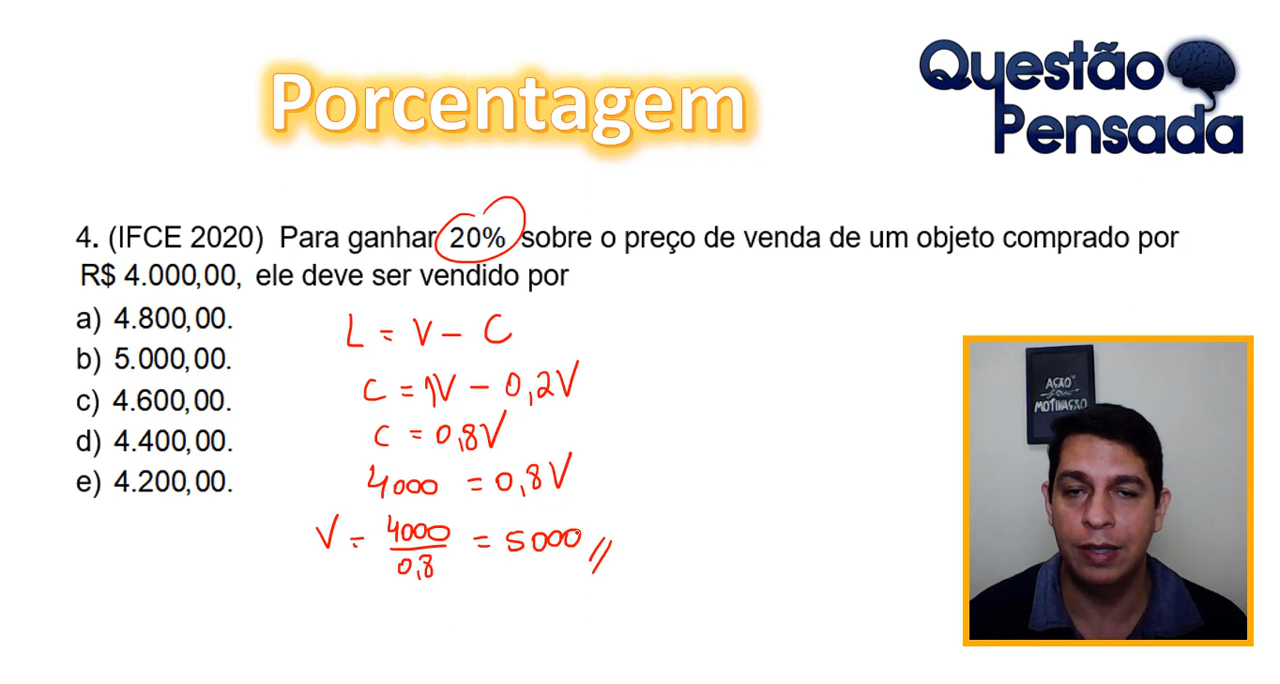 Porcentagem
Questão
Pensada
4. (IFCE 2020) Para ganhar 20% sobre o preço de venda de um objeto comprado por
R$ 4.000,00, ele deve ser vendido por
a) 4.800,00.
b) 5.000,00.
c) 4.600,00.
d) 4.400,00.
e) 4.200,00.
L = V - C
C = 1V - 0,2V
C = 0,8V
4000 = 0,8V
V = 4000/0,8 = 5000 //
AÇÃO
MOTIVAÇÃO